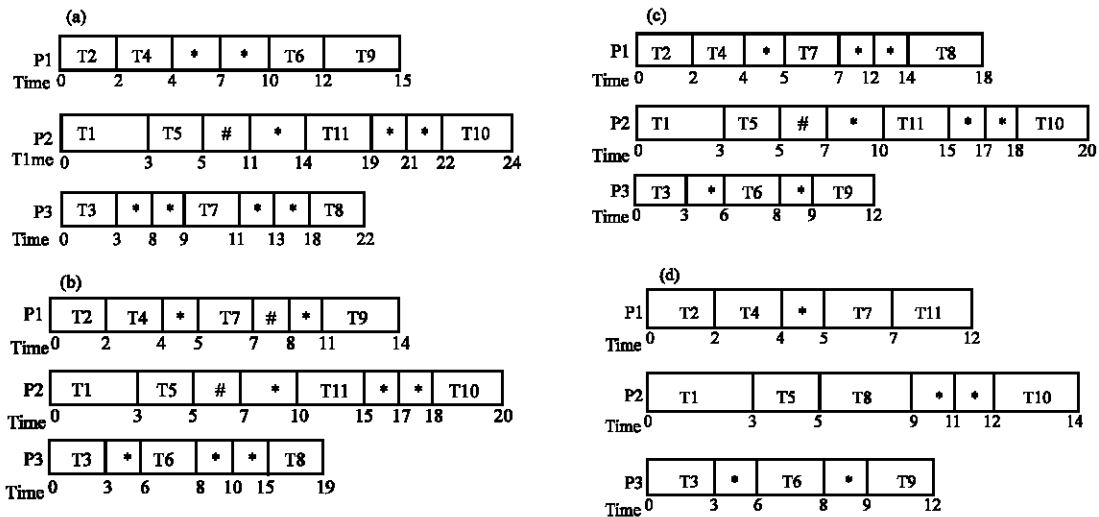 (a)
P1 T2 T4 * * T6 T9
Time 0 2 4 7 10 12 15
P2 T1 T5 # * T11 * * T10
T1me 0 3 5 11 14 19 21 22 24
P3 T3 * * T7 * * T8
Time 0 3 8 9 11 13 18 22
(b)
P1 T2 T4 * T7 # * T9
Time 0 2 4 5 7 8 11 14
P2 T1 T5 # * T11 * * T10
Time 0 3 5 7 10 15 17 18 20
P3 T3 * T6 * * T8
Time 0 3 6 8 10 15 19
(c)
P1 T2 T4 * T7 * * T8
Time 0 2 4 5 7 12 14 18
P2 T1 T5 # * T11 * * T10
Time 0 3 5 7 10 15 17 18 20
P3 T3 * T6 * T9
Time 0 3 6 8 9 12
(d)
P1 T2 T4 * T7 T11
Time 0 2 4 5 7 12
P2 T1 T5 T8 * * T10
Time 0 3 5 9 11 12 14
P3 T3 * T6 * T9
Time 0 3 6 8 9 12